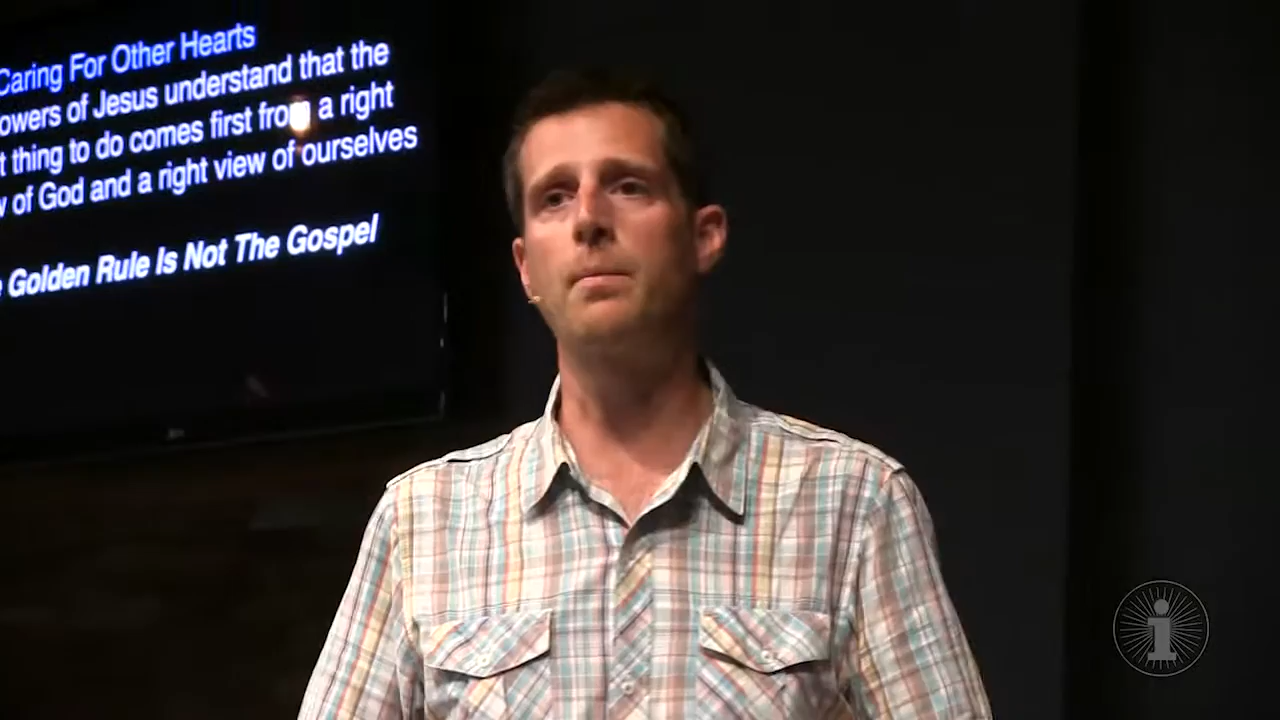 Caring For Other Hearts
owers of Jesus understand that the
t thing to do comes first from a right
w of God and a right view of ourselves
e Golden Rule Is Not The Gospel
i